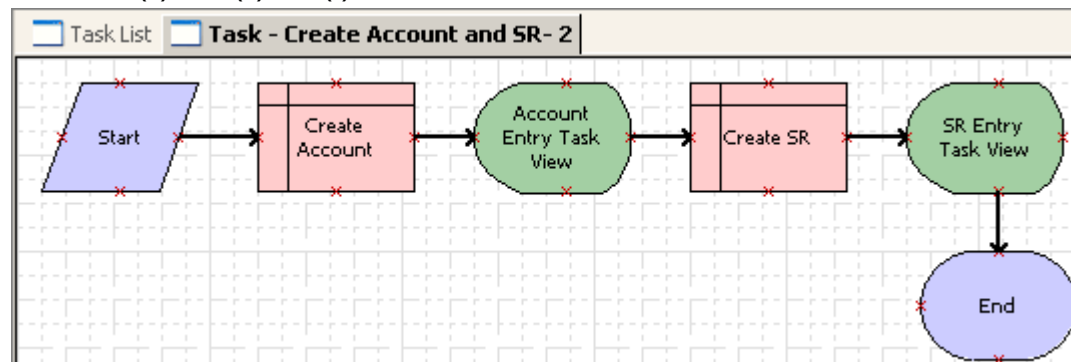 Task List
Task - Create Account and SR- 2
Start
Create
Account
Account
Entry Task
View
Create SR
SR Entry
Task View
End